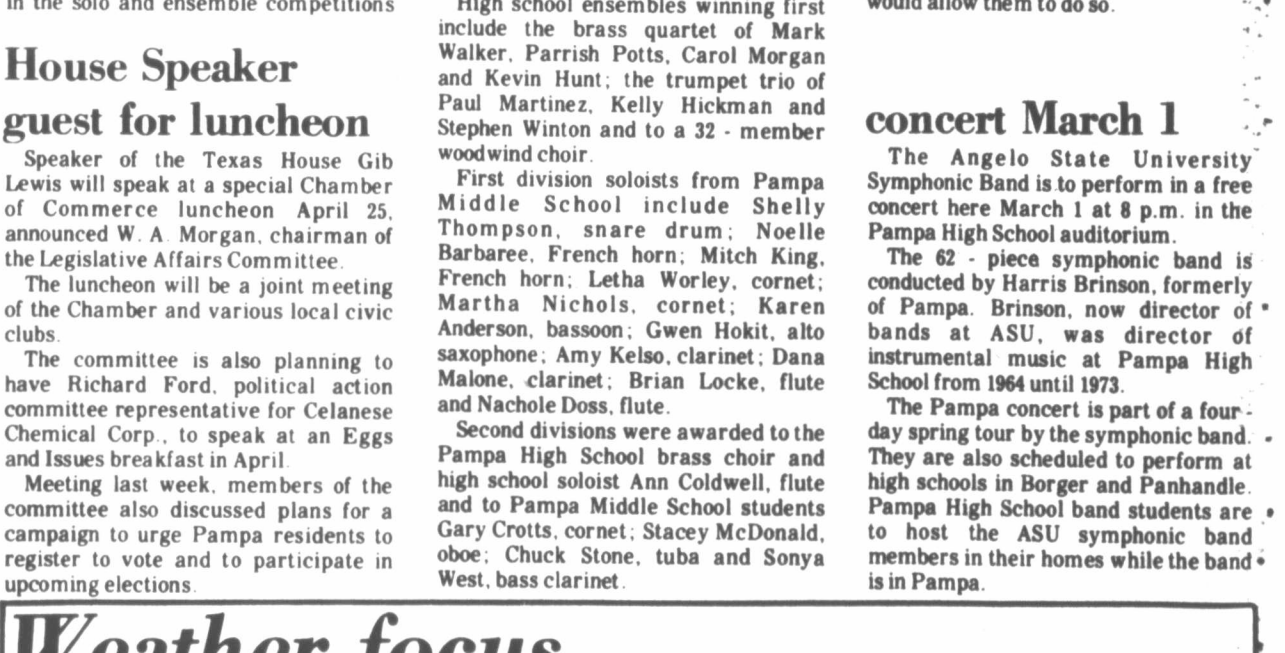 in the solo and ensemble competitions
House Speaker
guest for luncheon
Speaker of the Texas House Gib
Lewis will speak at a special Chamber
of Commerce luncheon April 25,
announced W. A. Morgan, chairman of
the Legislative Affairs Committee.
The luncheon will be a joint meeting
of the Chamber and various local civic
clubs.
The committee is also planning to
have Richard Ford, political action
committee representative for Celanese
Chemical Corp., to speak at an Eggs
and Issues breakfast in April.
Meeting last week, members of the
committee also discussed plans for a
campaign to urge Pampa residents to
register to vote and to participate in
upcoming elections.
High school ensembles winning first
include the brass quartet of Mark
Walker, Parrish Potts, Carol Morgan
and Kevin Hunt; the trumpet trio of
Paul Martinez, Kelly Hickman and
Stephen Winton and to a 32 - member
woodwind choir.
First division soloists from Pampa
Middle School include Shelly
Thompson, snare drum; Noelle
Barbaree, French horn; Mitch King,
French horn; Letha Worley, cornet;
Martha Nichols, cornet; Karen
Anderson, bassoon; Gwen Hokit, alto
saxophone; Amy Kelso, clarinet; Dana
Malone, clarinet; Brian Locke, flute
and Nachole Doss, flute.
Second divisions were awarded to the
Pampa High School brass choir and
high school soloist Ann Coldwell, flute
and to Pampa Middle School students
Gary Crotts, cornet; Stacey McDonald,
oboe; Chuck Stone, tuba and Sonya
West, bass clarinet.
would allow them to do so.
concert March 1
The Angelo State University
Symphonic Band is to perform in a free
concert here March 1 at 8 p.m. in the
Pampa High School auditorium.
The 62 - piece symphonic band is
conducted by Harris Brinson, formerly
of Pampa. Brinson, now director of
bands at ASU, was director of
instrumental music at Pampa High
School from 1964 until 1973.
The Pampa concert is part of a four -
day spring tour by the symphonic band.
They are also scheduled to perform at
high schools in Borger and Panhandle.
Pampa High School band students are
to host the ASU symphonic band
members in their homes while the band
is in Pampa.
Weather focus